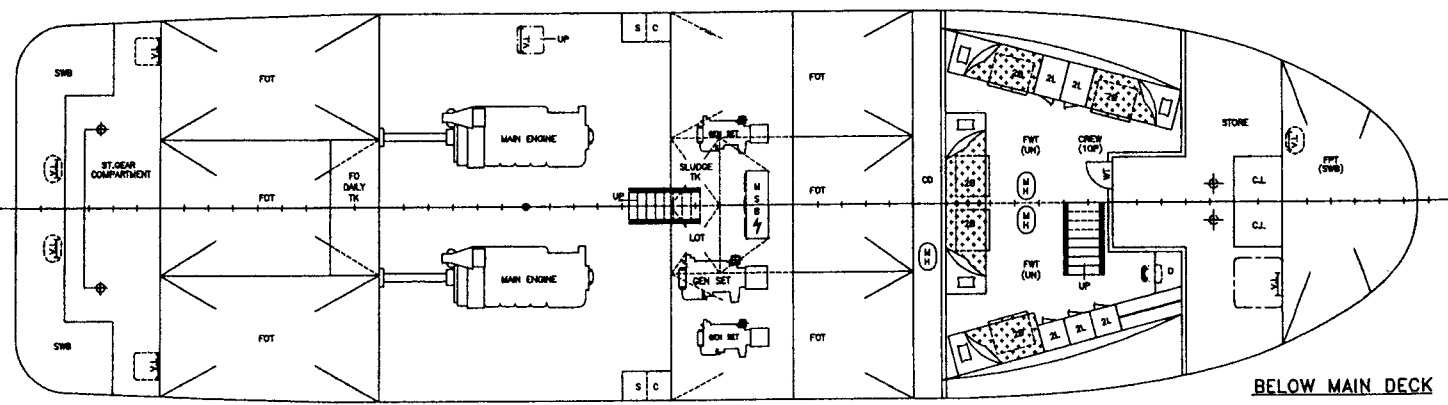 SWB
SWB
ST.GEAR
COMPARTMENT
FOT
FOT
FOT
FO
DAILY
TK
UP
MAIN ENGINE
MAIN ENGINE
S C
S C
UP
SLUDGE
TK
LOT
GEN SET
GEN SET
GEN SET
M
S
B
FOT
FOT
FOT
CD
M
H
2B
2L
2L
2B
2B
2B
FWT
(UN)
CREW
(10P)
M
H
M
H
FWT
(UN)
UP
D
2B
2L
2L
2L
STORE
C.L.
C.L.
FPT
(SWB)
BELOW MAIN DECK